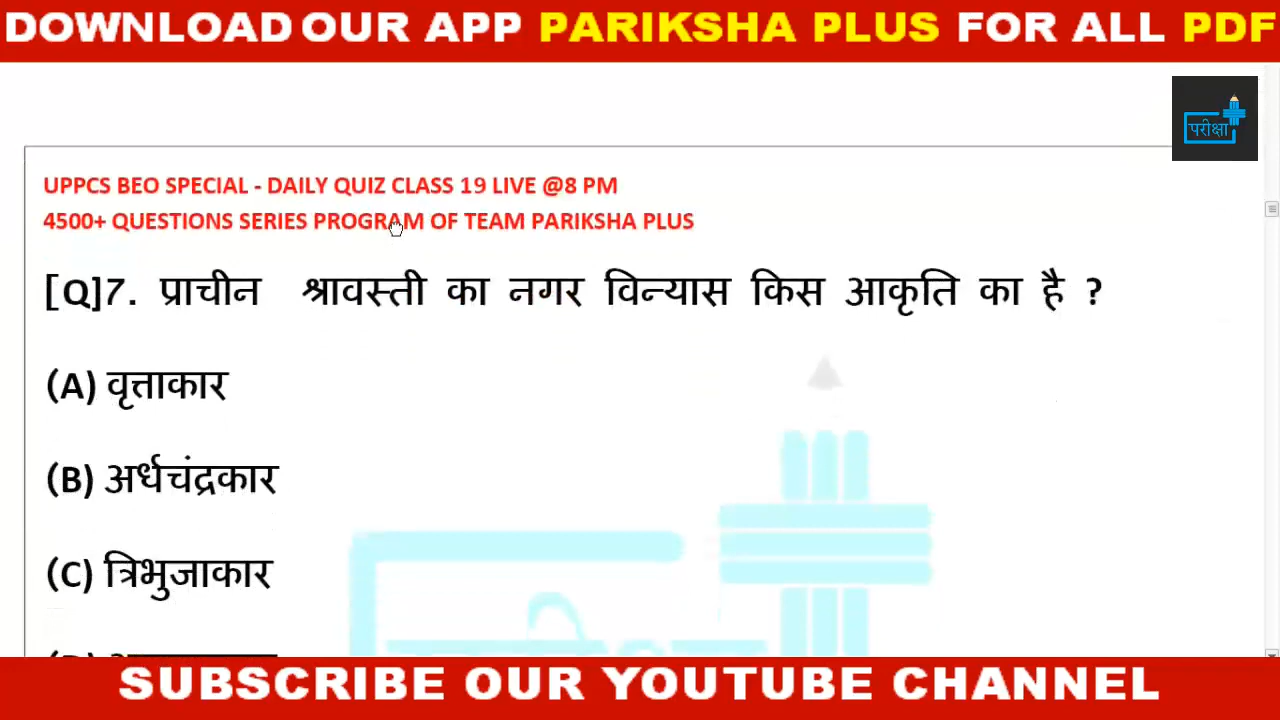 DOWNLOAD OUR APP PARIKSHA PLUS FOR ALL PDF
परीक्षा
UPPCS BEO SPECIAL - DAILY QUIZ CLASS 19 LIVE @8 PM
4500+ QUESTIONS SERIES PROGRAM OF TEAM PARIKSHA PLUS
[Q]7. प्राचीन श्रावस्ती का नगर विन्यास किस आकृति का है ?
(A) वृत्ताकार
(B) अर्धचंद्रकार
(C) त्रिभुजाकार
SUBSCRIBE OUR YOUTUBE CHANNEL